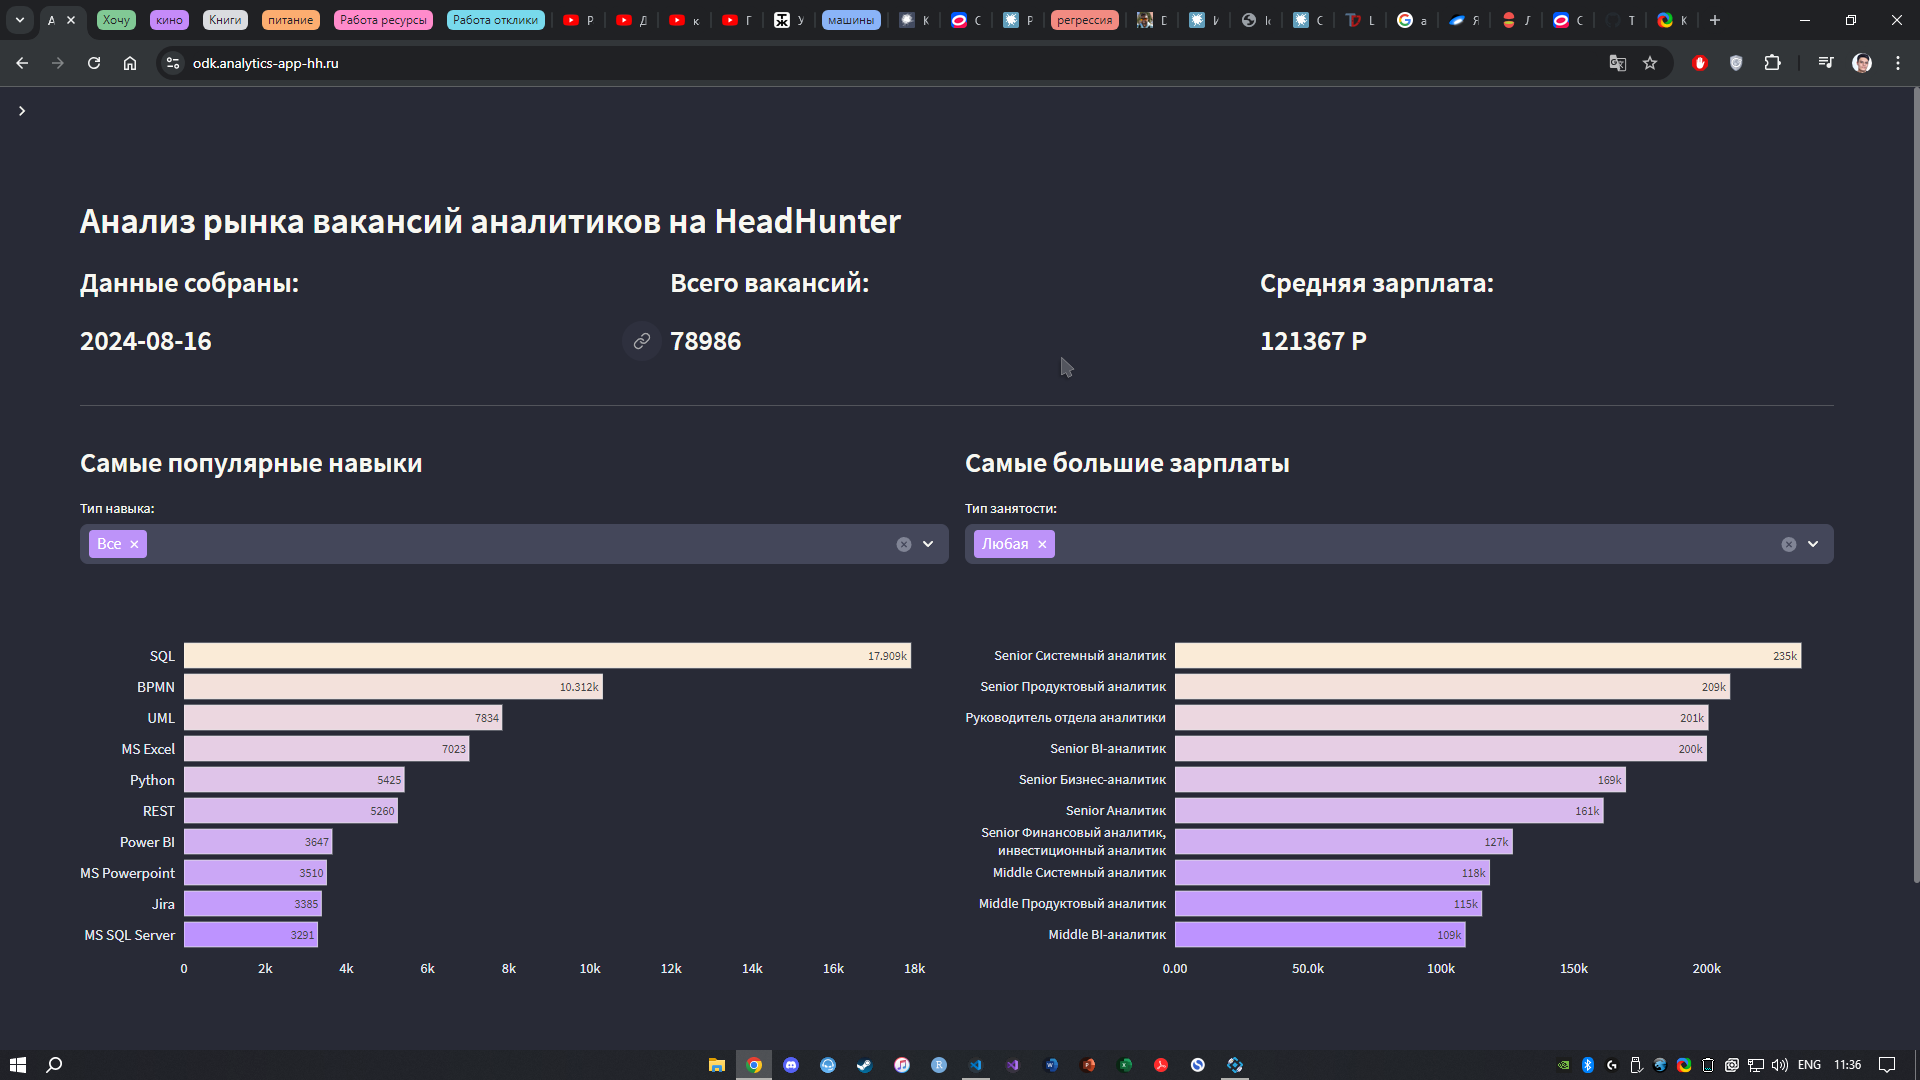 A
Хочу
кино
Книги
питание
Работа ресурсы
Работа отклики
машины
регрессия
odk.analytics-app-hh.ru
Анализ рынка вакансий аналитиков на HeadHunter
Данные собраны:
Всего вакансий:
Средняя зарплата:
2024-08-16
78986
121367 Р
Самые популярные навыки
Тип навыка:
Все
SQL
17.909k
BPMN
10.312k
UML
7834
MS Excel
7023
Python
5425
REST
5260
Power BI
3647
MS Powerpoint
3510
Jira
3385
MS SQL Server
3291
0 2k 4k 6k 8k 10k 12k 14k 16k 18k
Самые большие зарплаты
Тип занятости:
Любая
Senior Системный аналитик
235k
Senior Продуктовый аналитик
209k
Руководитель отдела аналитики
201k
Senior BI-аналитик
200k
Senior Бизнес-аналитик
169k
Senior Аналитик
161k
Senior Финансовый аналитик,
инвестиционный аналитик
127k
Middle Системный аналитик
118k
Middle Продуктовый аналитик
115k
Middle BI-аналитик
109k
0.00 50.0k 100k 150k 200k
ENG
11:36